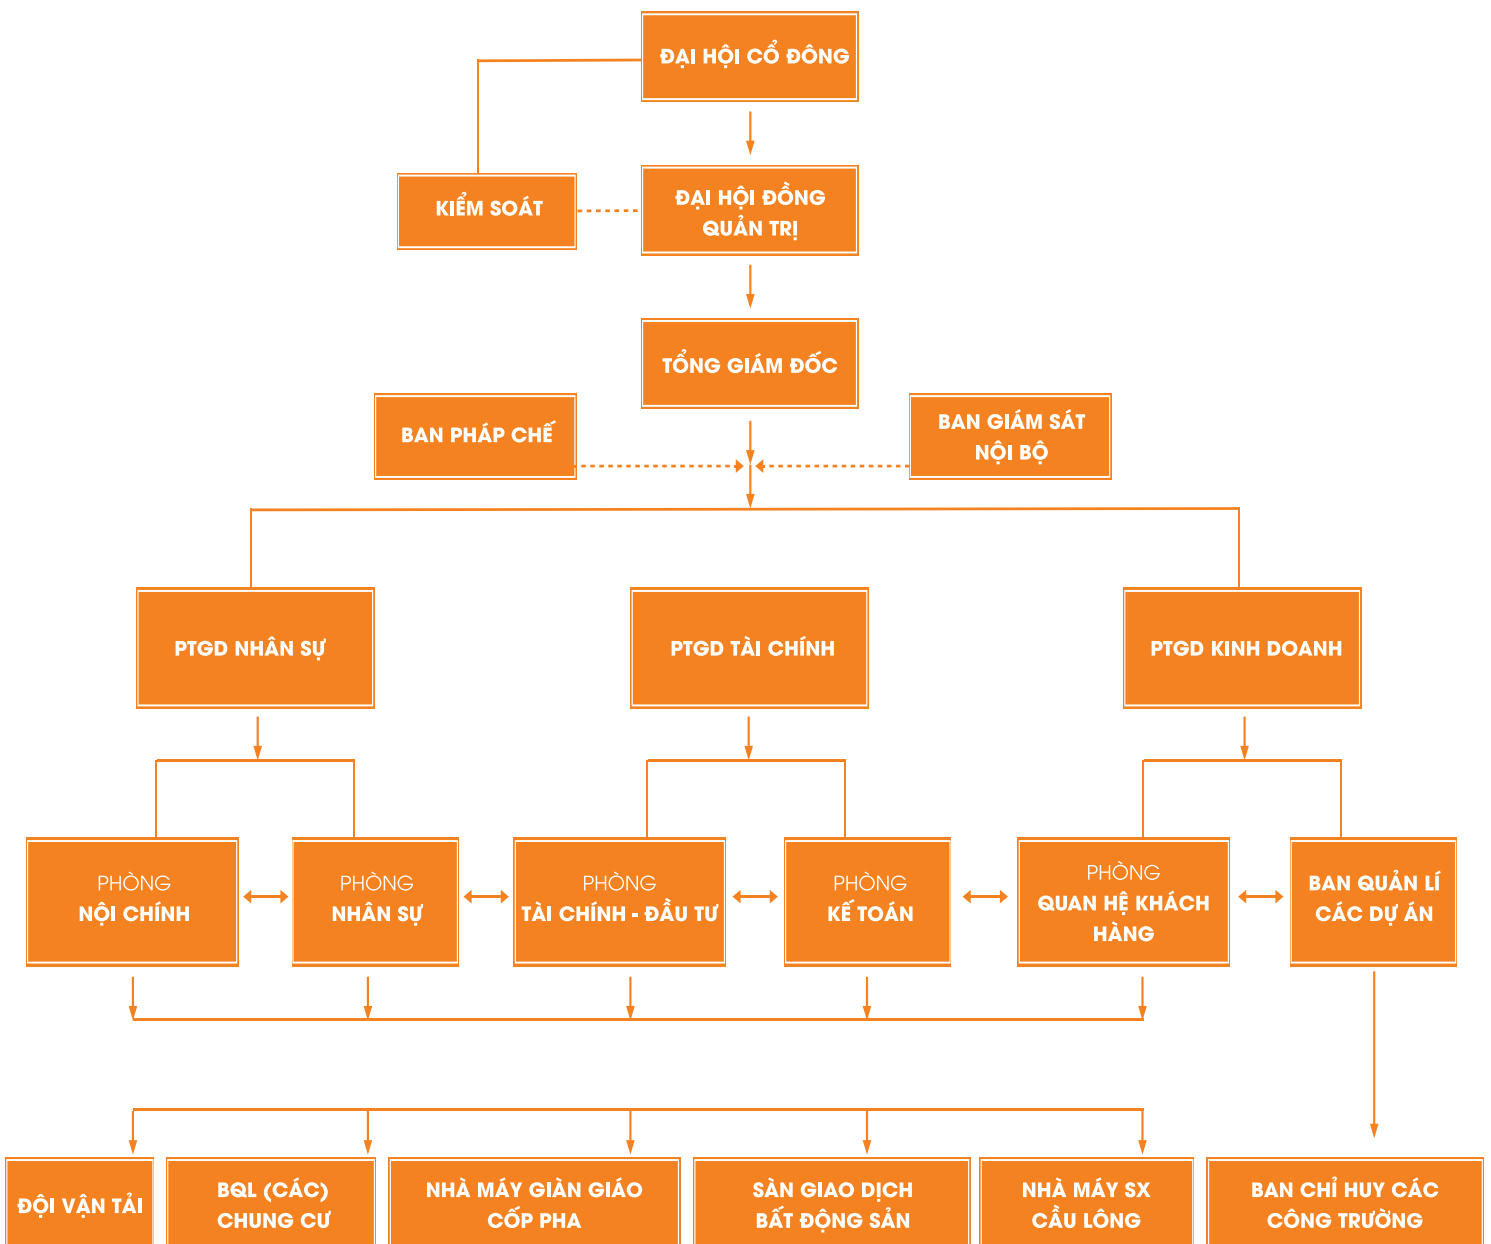 ĐẠI HỘI CỔ ĐÔNG
KIỂM SOÁT
ĐẠI HỘI ĐỒNG
QUẢN TRỊ
TỔNG GIÁM ĐỐC
BAN PHÁP CHẾ
BAN GIÁM SÁT
NỘI BỘ
PTGD NHÂN SỰ
PTGD TÀI CHÍNH
PTGD KINH DOANH
PHÒNG
NỘI CHÍNH
PHÒNG
NHÂN SỰ
PHÒNG
TÀI CHÍNH - ĐẦU TƯ
PHÒNG
KẾ TOÁN
PHÒNG
QUAN HỆ KHÁCH
HÀNG
BAN QUẢN LÍ
CÁC DỰ ÁN
ĐỘI VẬN TẢI
BQL (CÁC)
CHUNG CƯ
NHÀ MÁY GIÀN GIÁO
CỐP PHA
SÀN GIAO DỊCH
BẤT ĐỘNG SẢN
NHÀ MÁY SX
CẦU LÔNG
BAN CHỈ HUY CÁC
CÔNG TRƯỜNG